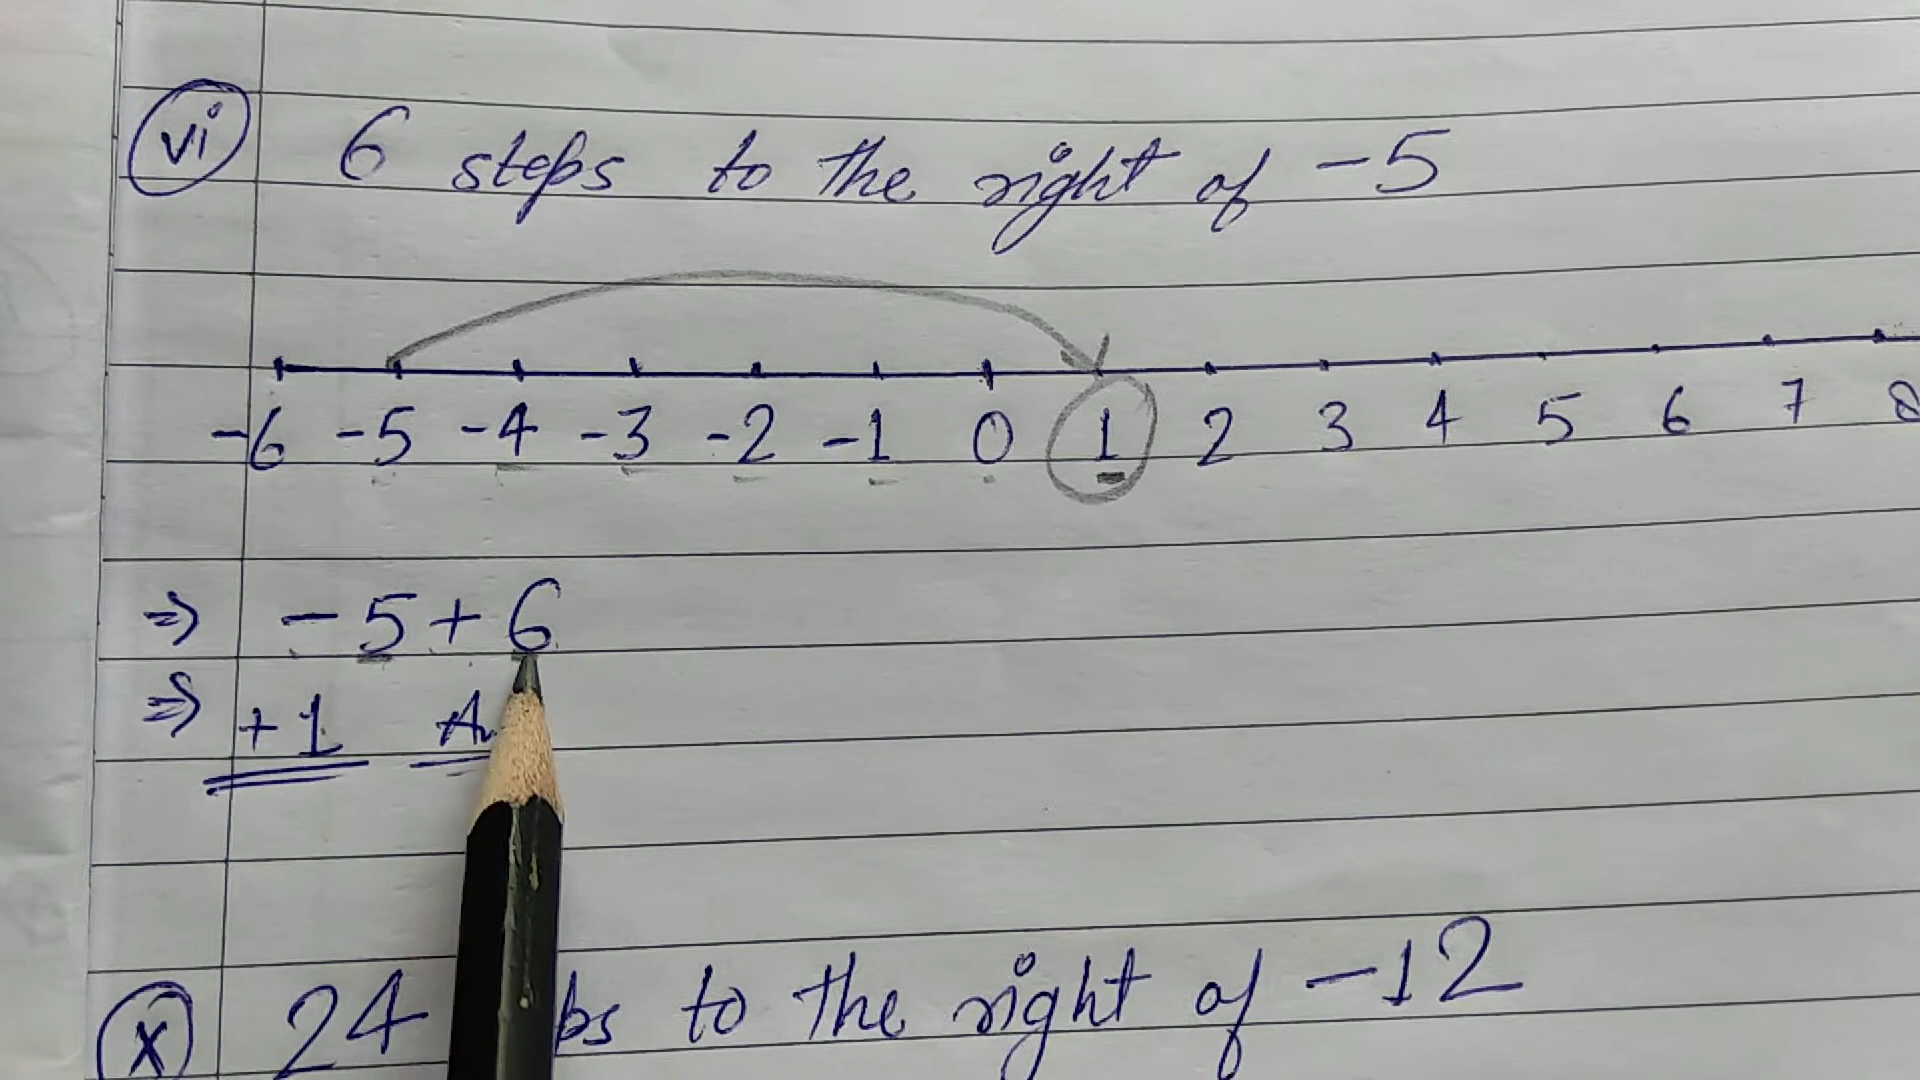 vi 6 steps to the right of -5
-6 -5 -4 -3 -2 -1 0 1 2 3 4 5 6 7 8
⇒ - 5 + 6
⇒ + 1
x 24 to the right of -12